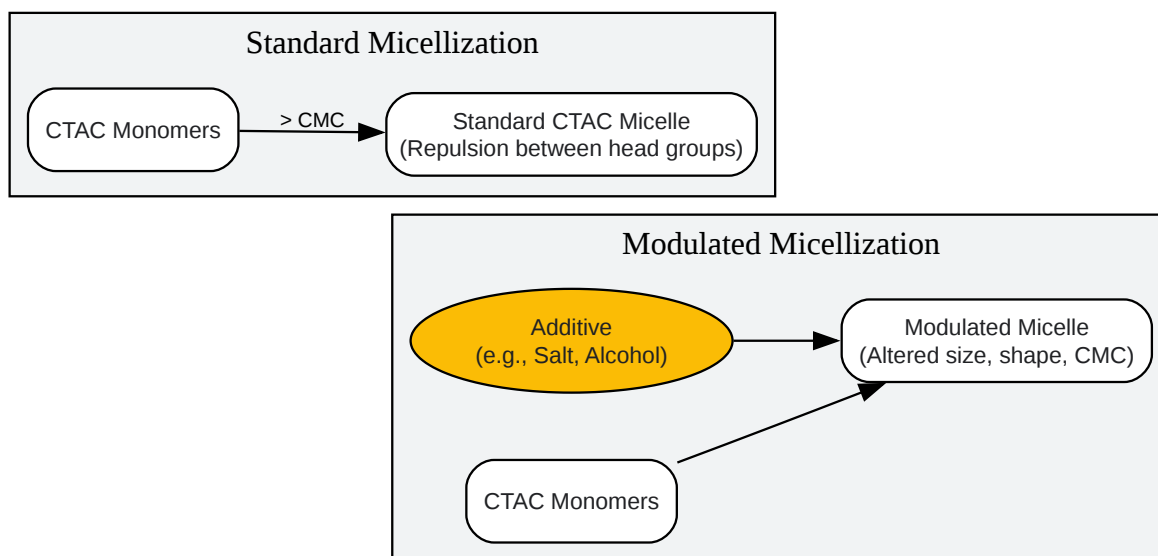 Standard Micellization
CTAC Monomers
> CMC
Standard CTAC Micelle
(Repulsion between head groups)
Modulated Micellization
Additive
(e.g., Salt, Alcohol)
Modulated Micelle
(Altered size, shape, CMC)
CTAC Monomers